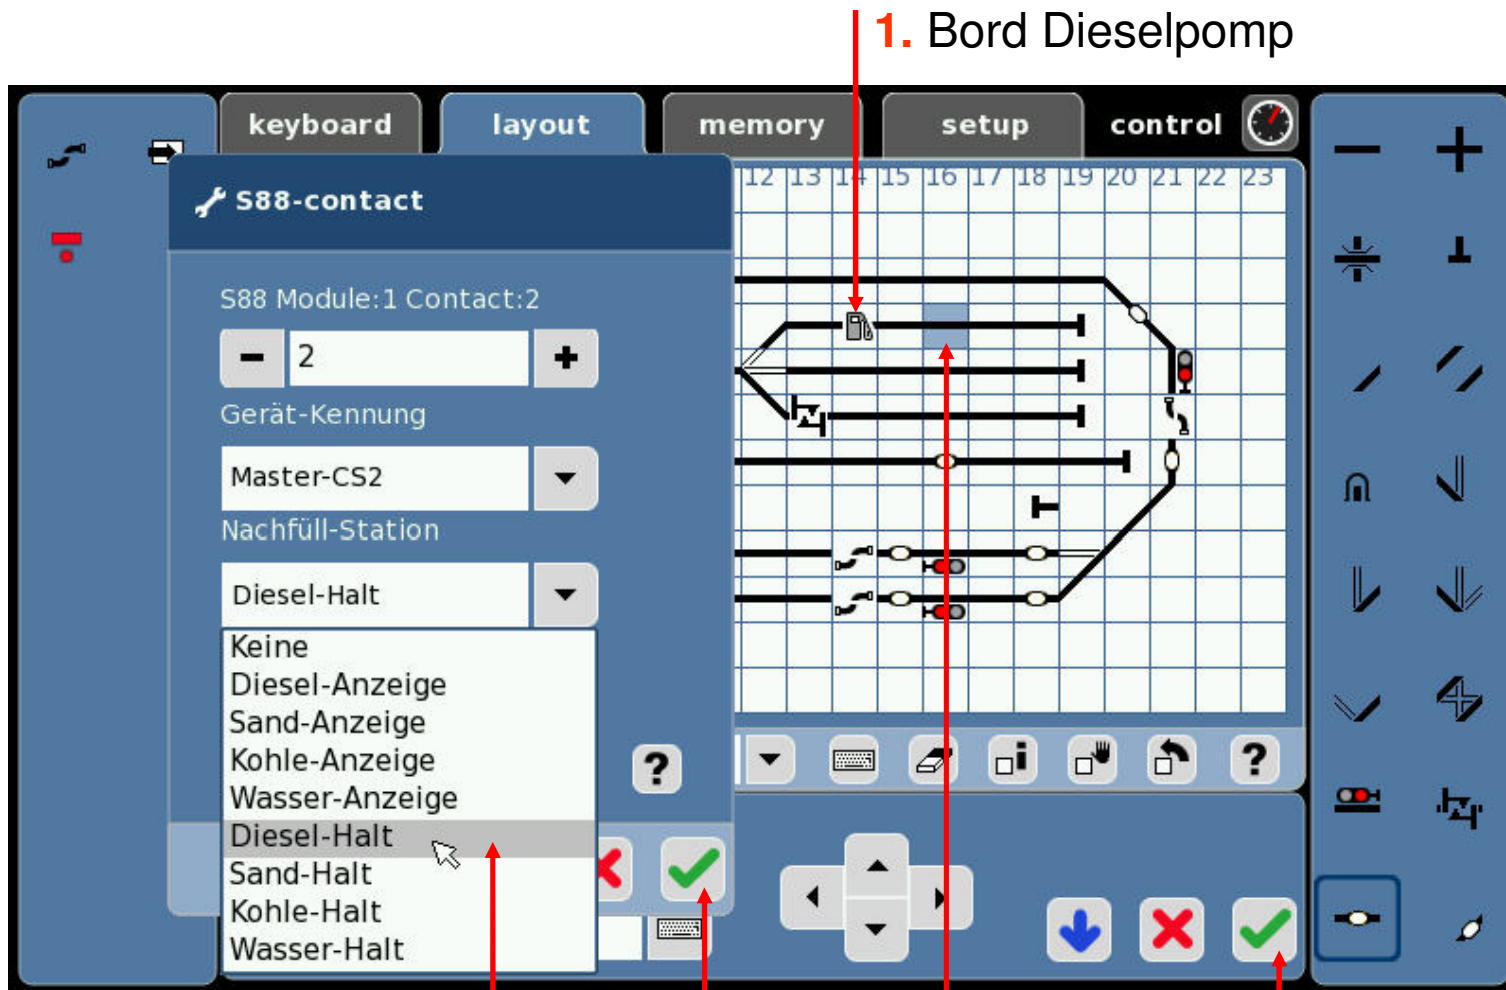 1. Bord Dieselpomp
keyboard
layout
memory
setup
control
S88-contact
12 13 14 15 16 17 18 19 20 21 22 23
S88 Module:1 Contact:2
- 2 +
Gerät-Kennung
Master-CS2
Nachfüll-Station
Diesel-Halt
Keine
Diesel-Anzeige
Sand-Anzeige
Kohle-Anzeige
?
i
?
Wasser-Anzeige
Diesel-Halt
Sand-Halt
Kohle-Halt
Wasser-Halt